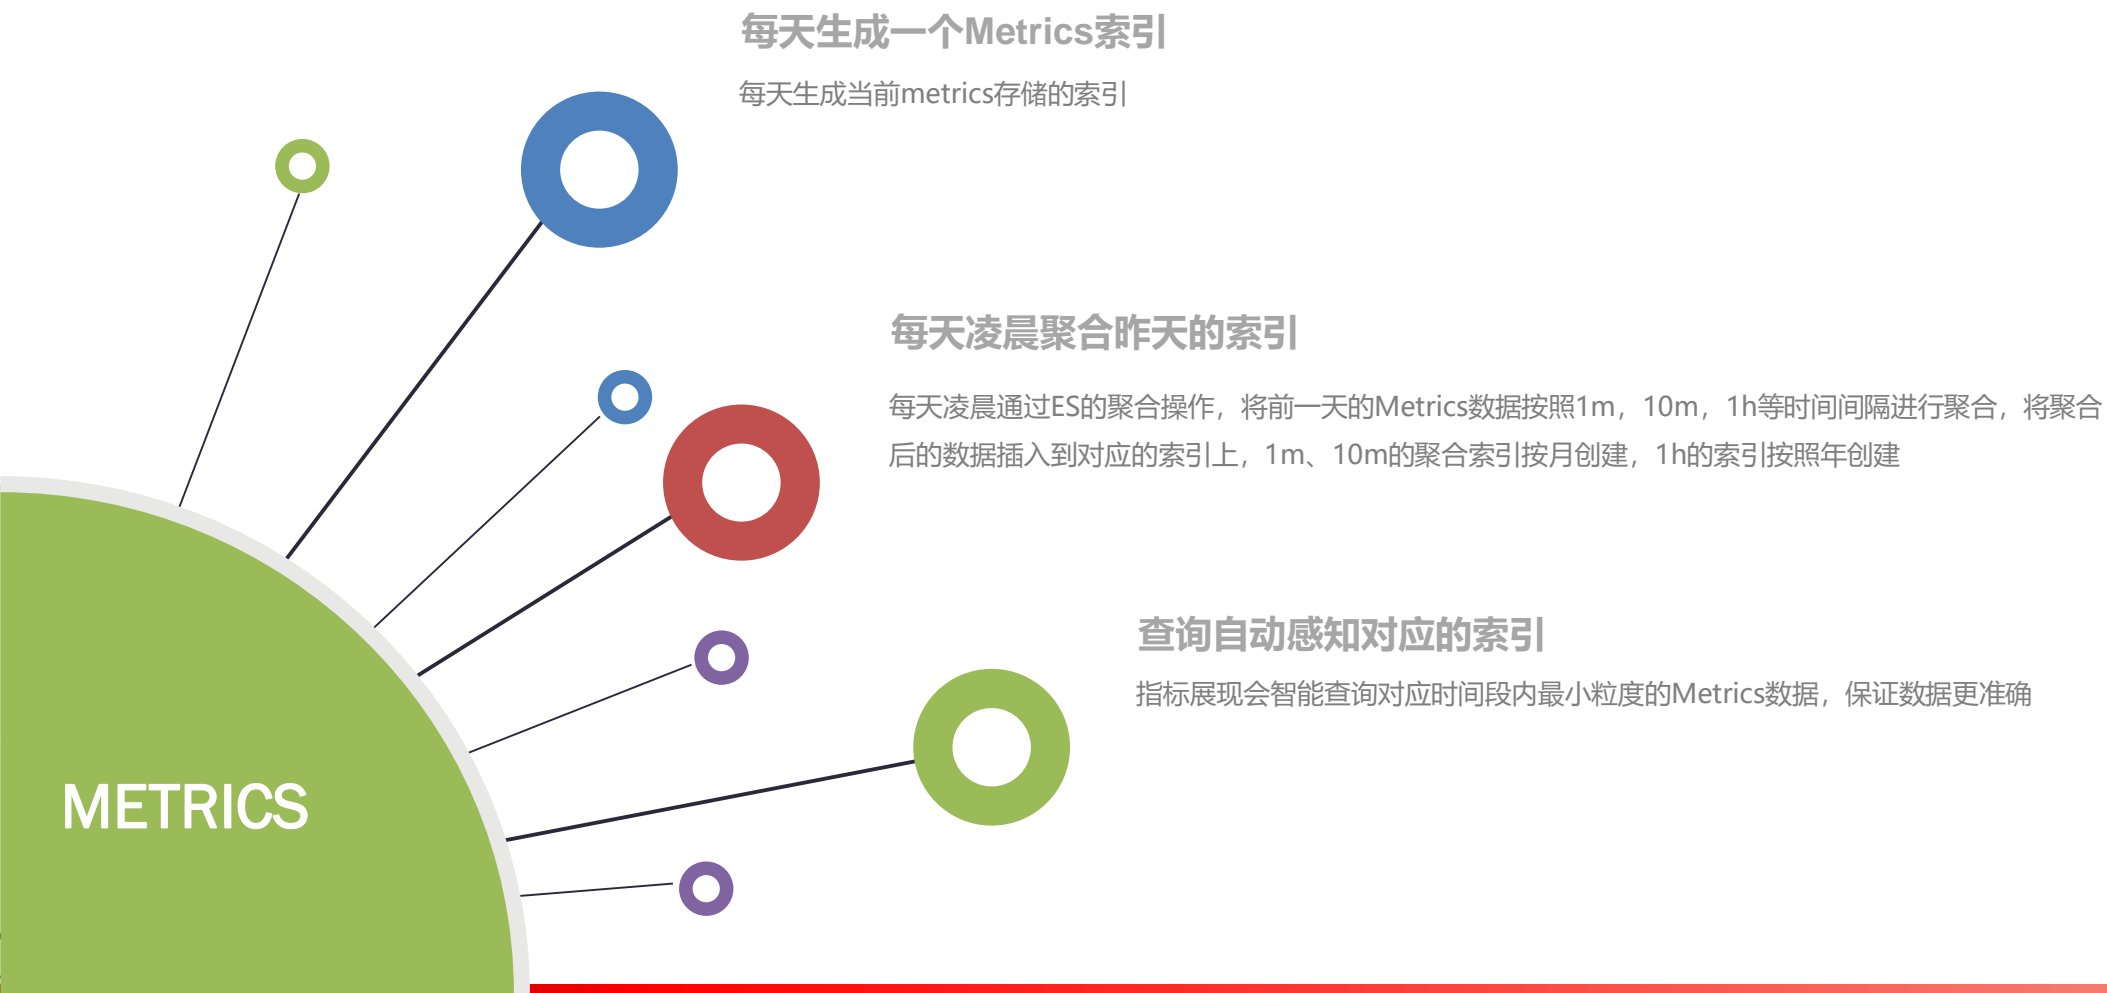 每天生成一个Metrics索引
每天生成当前metrics存储的索引
每天凌晨聚合昨天的索引
每天凌晨通过ES的聚合操作，将前一天的Metrics数据按照1m，10m，1h等时间间隔进行聚合，将聚合
后的数据插入到对应的索引上，1m、10m的聚合索引按月创建，1h的索引按照年创建
查询自动感知对应的索引
指标展现会智能查询对应时间段内最小粒度的Metrics数据，保证数据更准确
METRICS